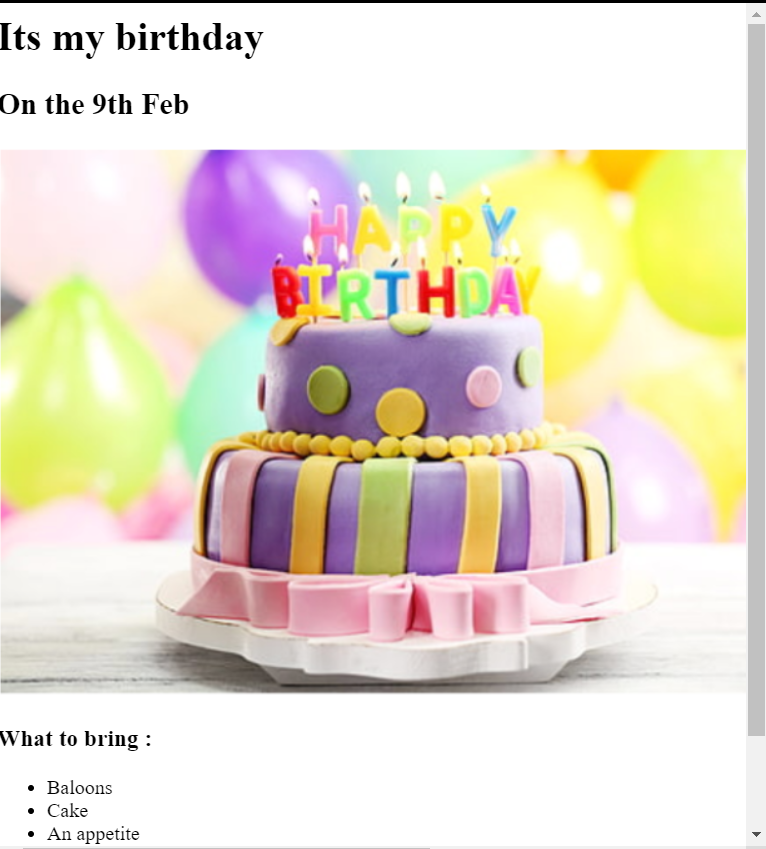 Its my birthday
On the 9th Feb
HAPPY
BIRTHDAY
What to bring :
Baloons
Cake
An appetite